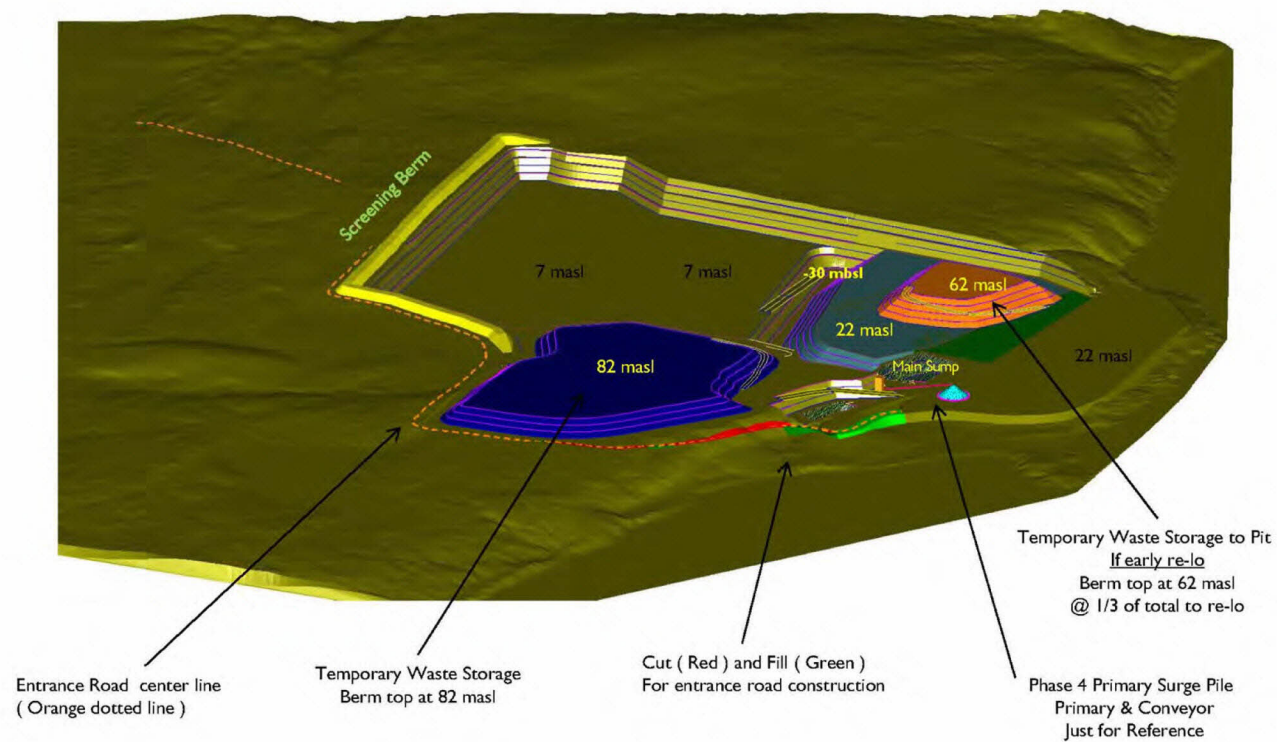 Screening Berm
7 masl
7 masl
-30 mbsl
62 masl
22 masl
22 masl
82 masl
Main Sump
Entrance Road center line
( Orange dotted line )
Temporary Waste Storage
Berm top at 82 masl
Cut ( Red ) and Fill ( Green )
For entrance road construction
Temporary Waste Storage to Pit
If early re-lo
Berm top at 62 masl
@ 1/3 of total to re-lo
Phase 4 Primary Surge Pile
Primary & Conveyor
Just for Reference